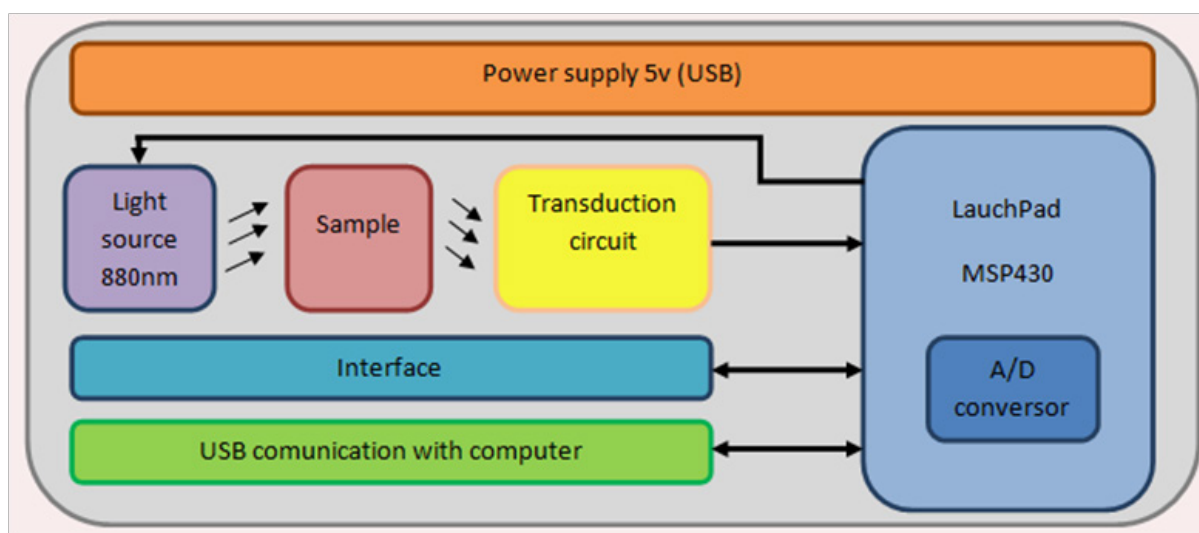 Power supply 5v (USB)
Light
source
880nm
Sample
Transduction
circuit
LauchPad
MSP430
A/D
conversor
Interface
USB comunication with computer